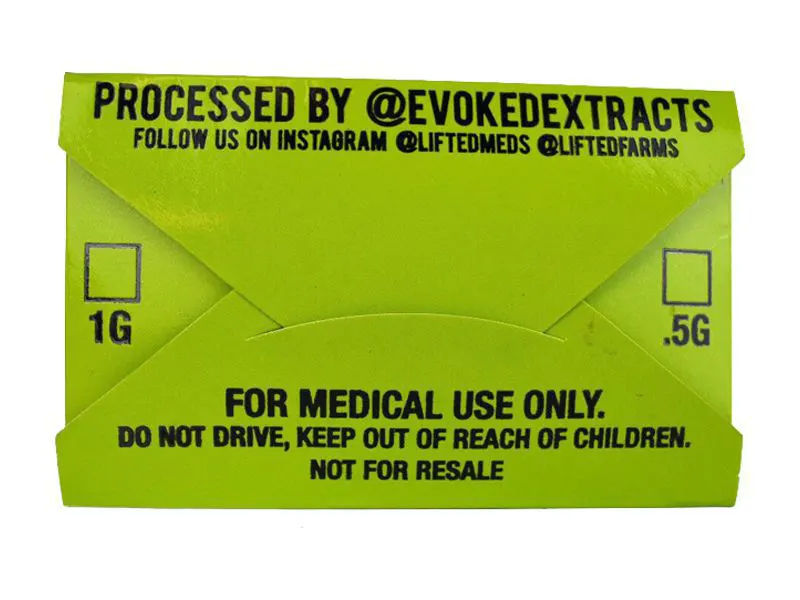 PROCESSED BY @EVOKEDEXTRACTS
FOLLOW US ON INSTAGRAM @LIFTEDMEDS @LIFTEDFARMS
1G
.5G
FOR MEDICAL USE ONLY.
DO NOT DRIVE, KEEP OUT OF REACH OF CHILDREN.
NOT FOR RESALE